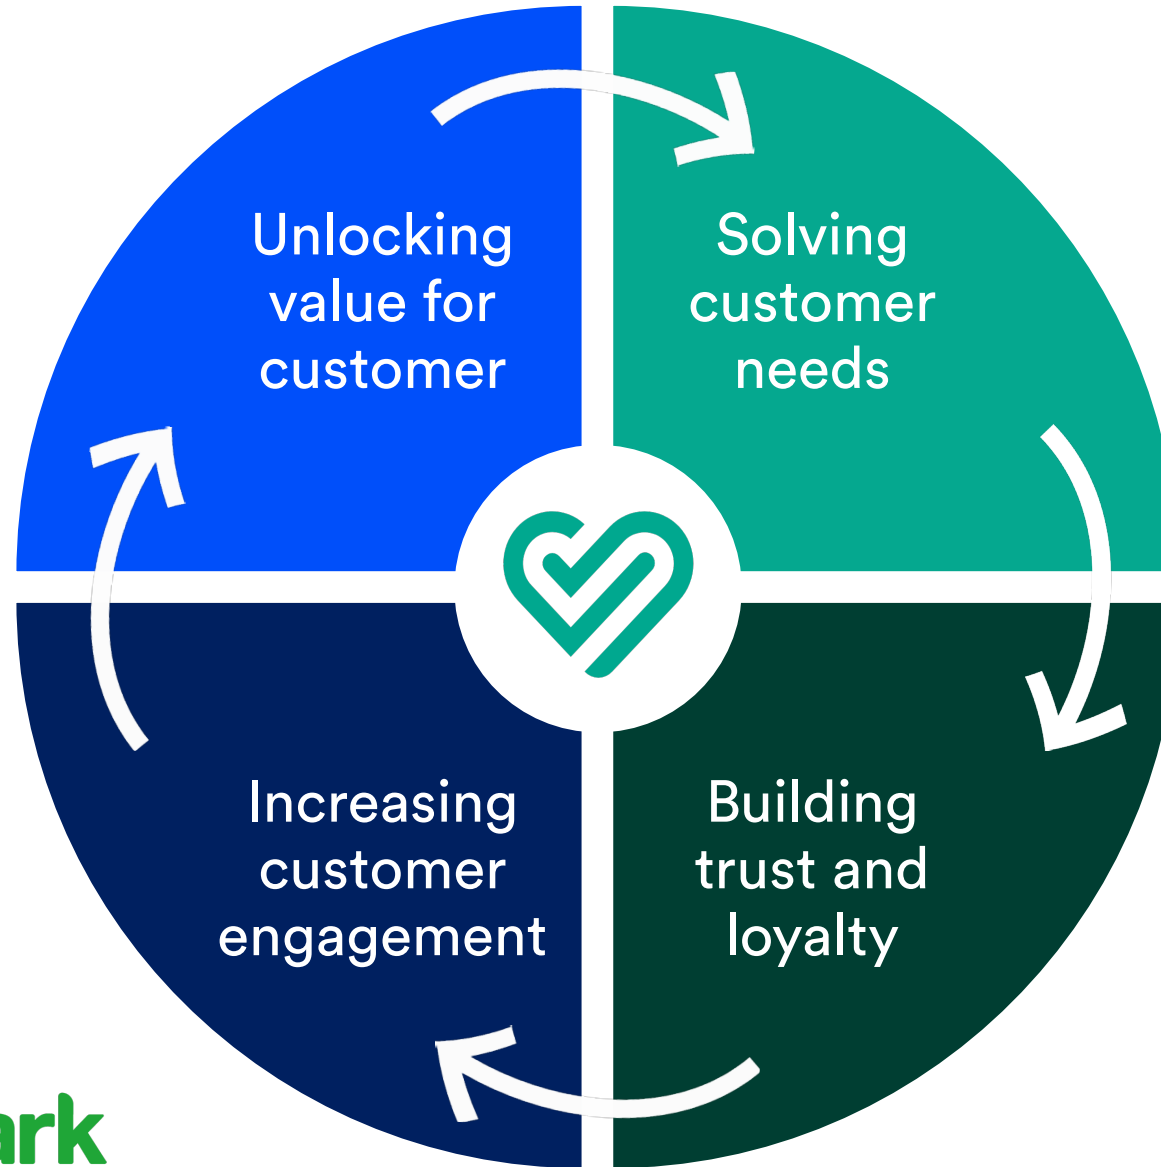 Unlocking
value for
customer
Solving
customer
needs
Increasing
customer
engagement
Building
trust and
loyalty
ark